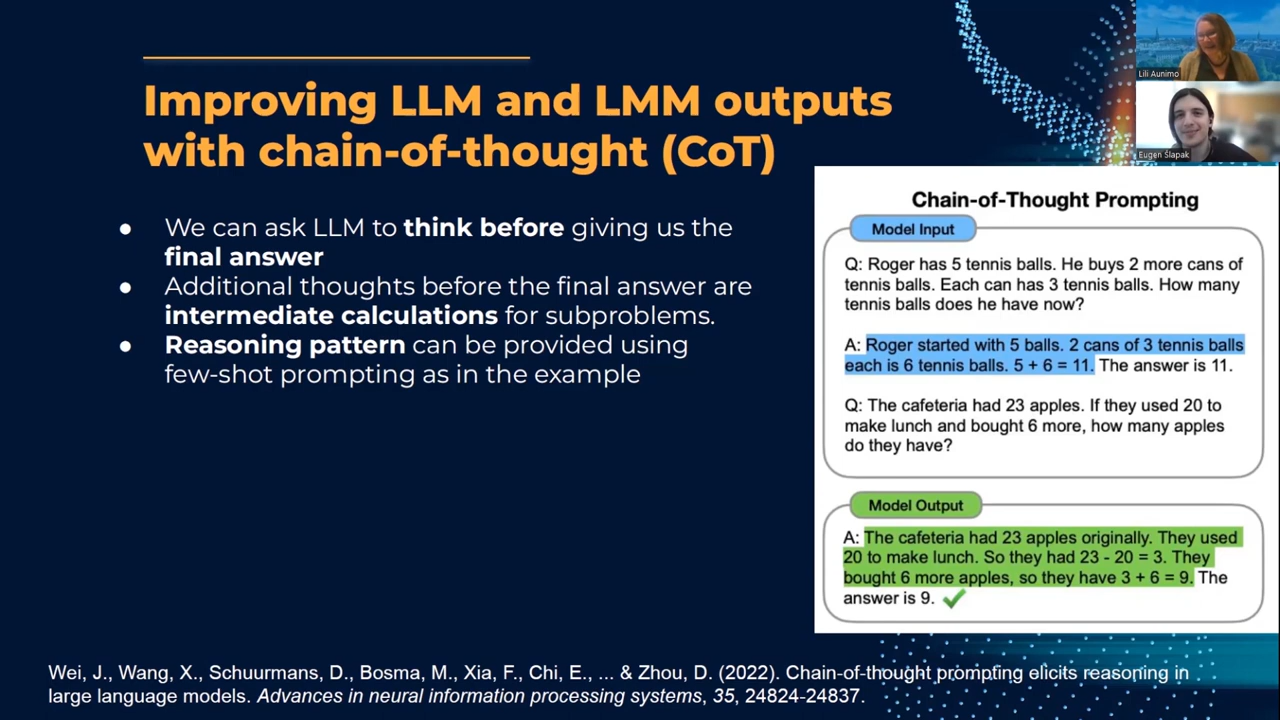 Improving LLM and LMM outputs
with chain-of-thought (CoT)
● We can ask LLM to think before giving us the
final answer
● Additional thoughts before the final answer are
intermediate calculations for subproblems.
● Reasoning pattern can be provided using
few-shot prompting as in the example
Lili Aunimo
Eugen Šlapak
Chain-of-Thought Prompting
Model Input
Q: Roger has 5 tennis balls. He buys 2 more cans of
tennis balls. Each can has 3 tennis balls. How many
tennis balls does he have now?
A: Roger started with 5 balls. 2 cans of 3 tennis balls
each is 6 tennis balls. 5 + 6 = 11. The answer is 11.
Q: The cafeteria had 23 apples. If they used 20 to
make lunch and bought 6 more, how many apples
do they have?
Model Output
A: The cafeteria had 23 apples originally. They used
20 to make lunch. So they had 23 - 20 = 3. They
bought 6 more apples, so they have 3 + 6 = 9. The
answer is 9.
Wei, J., Wang, X., Schuurmans, D., Bosma, M., Xia, F., Chi, E., ... & Zhou, D. (2022). Chain-of-thought prompting elicits reasoning in
large language models. Advances in neural information processing systems, 35, 24824-24837.